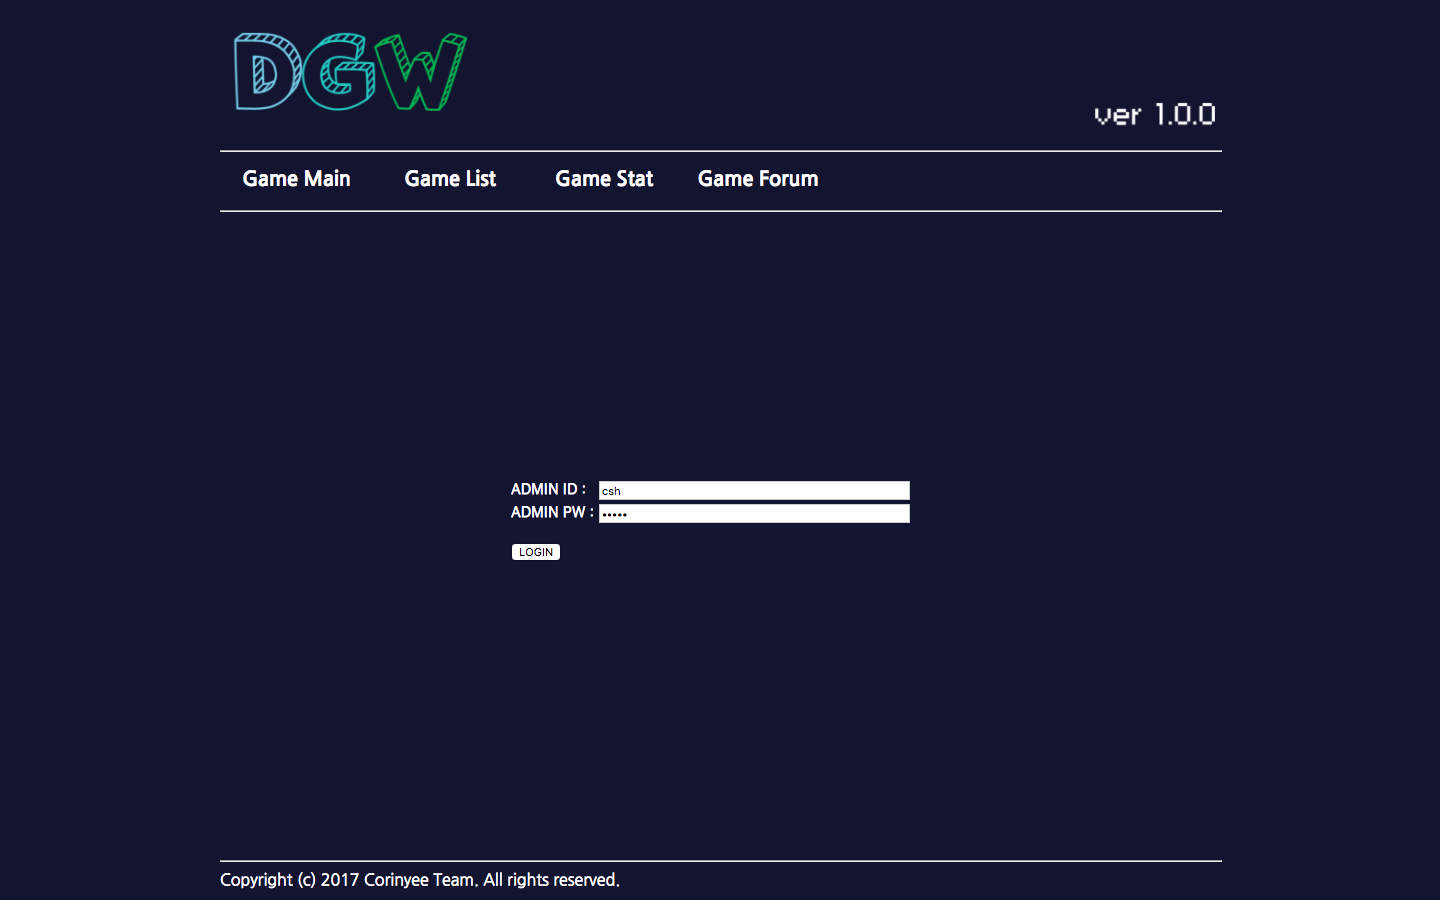 DGW
ver 1.0.0
Game Main Game List Game Stat Game Forum
ADMIN ID : csh
ADMIN PW : •••••
LOGIN
Copyright (c) 2017 Corinyee Team. All rights reserved.